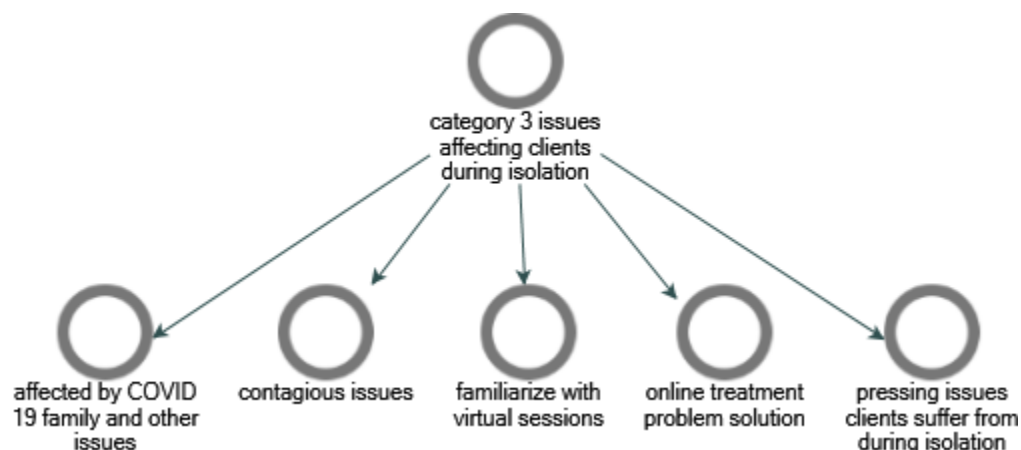 category 3 issues
affecting clients
during isolation
affected by COVID
19 family and other
issues
contagious issues
familiarize with
virtual sessions
online treatment
problem solution
pressing issues
clients suffer from
during isolation